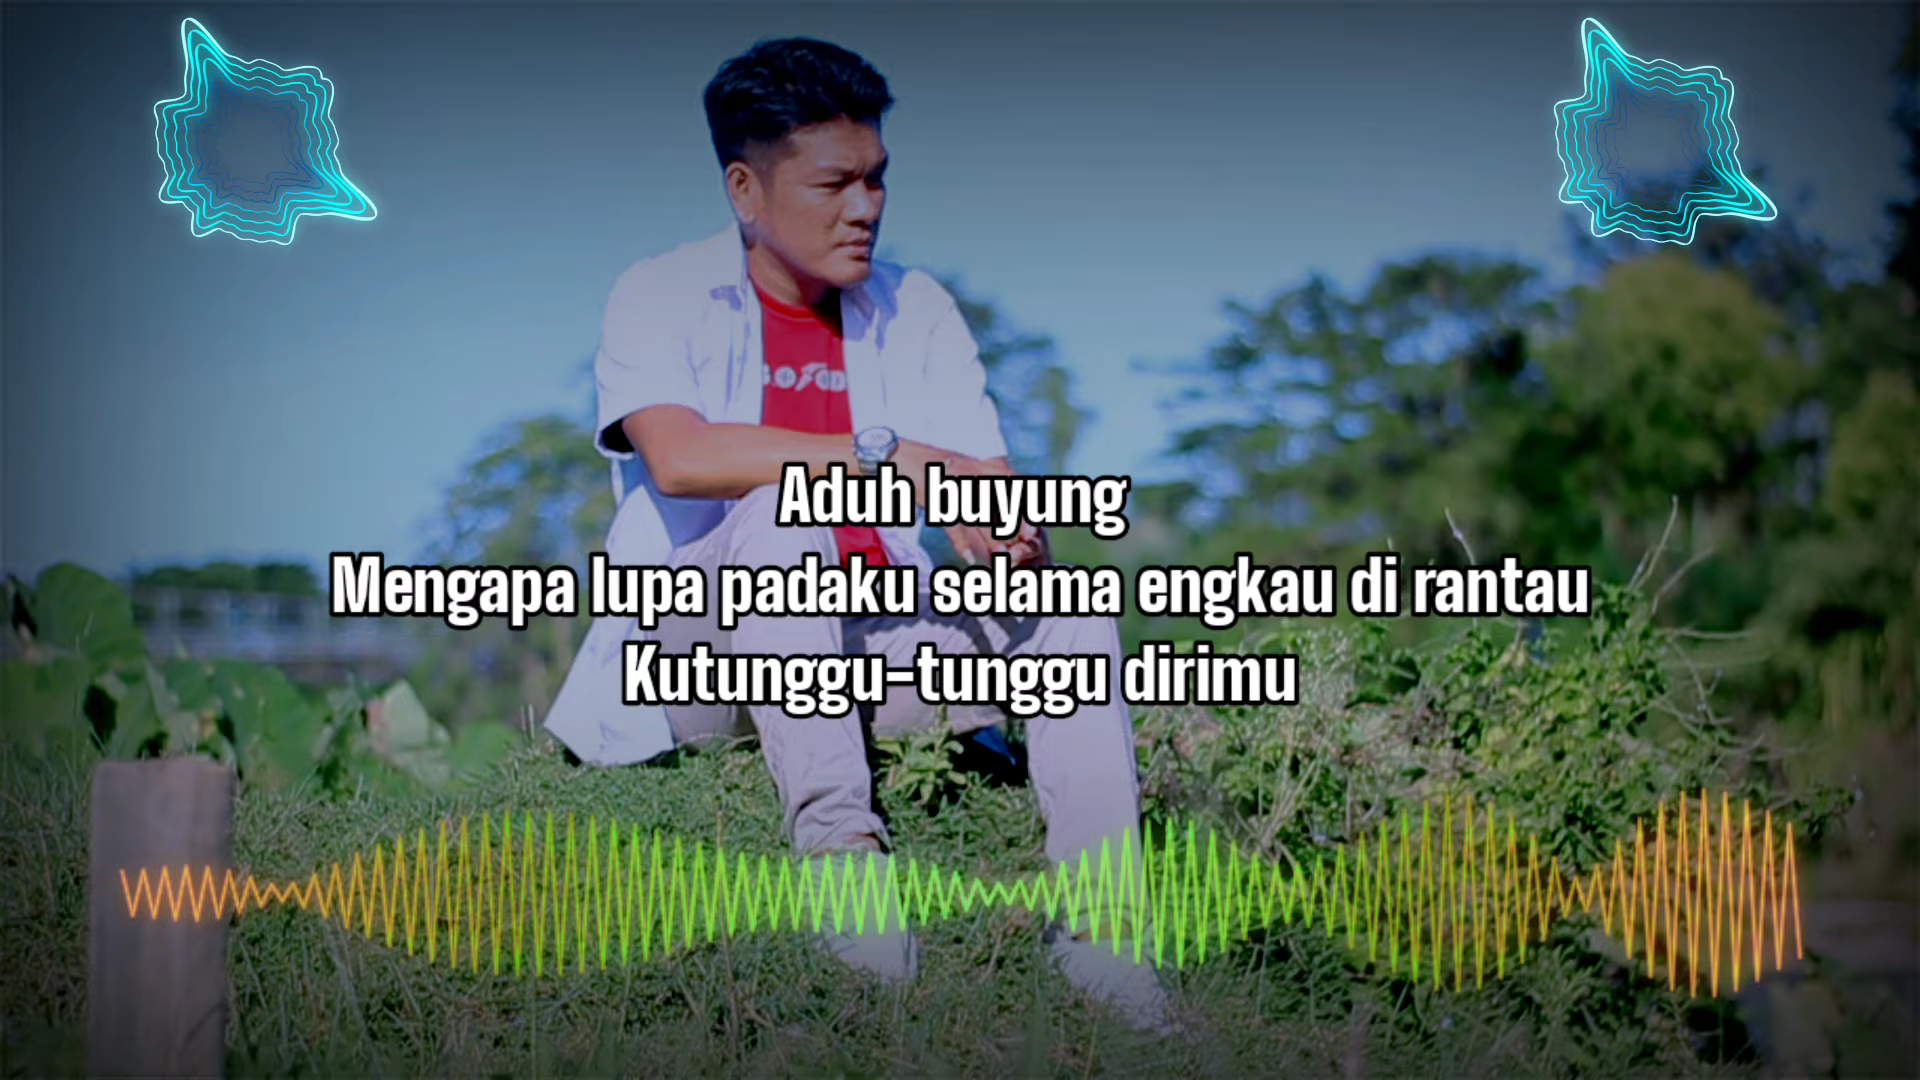 Aduh buyung
Mengapa lupa padaku selama engkau di rantau
Kutunggu-tunggu dirimu